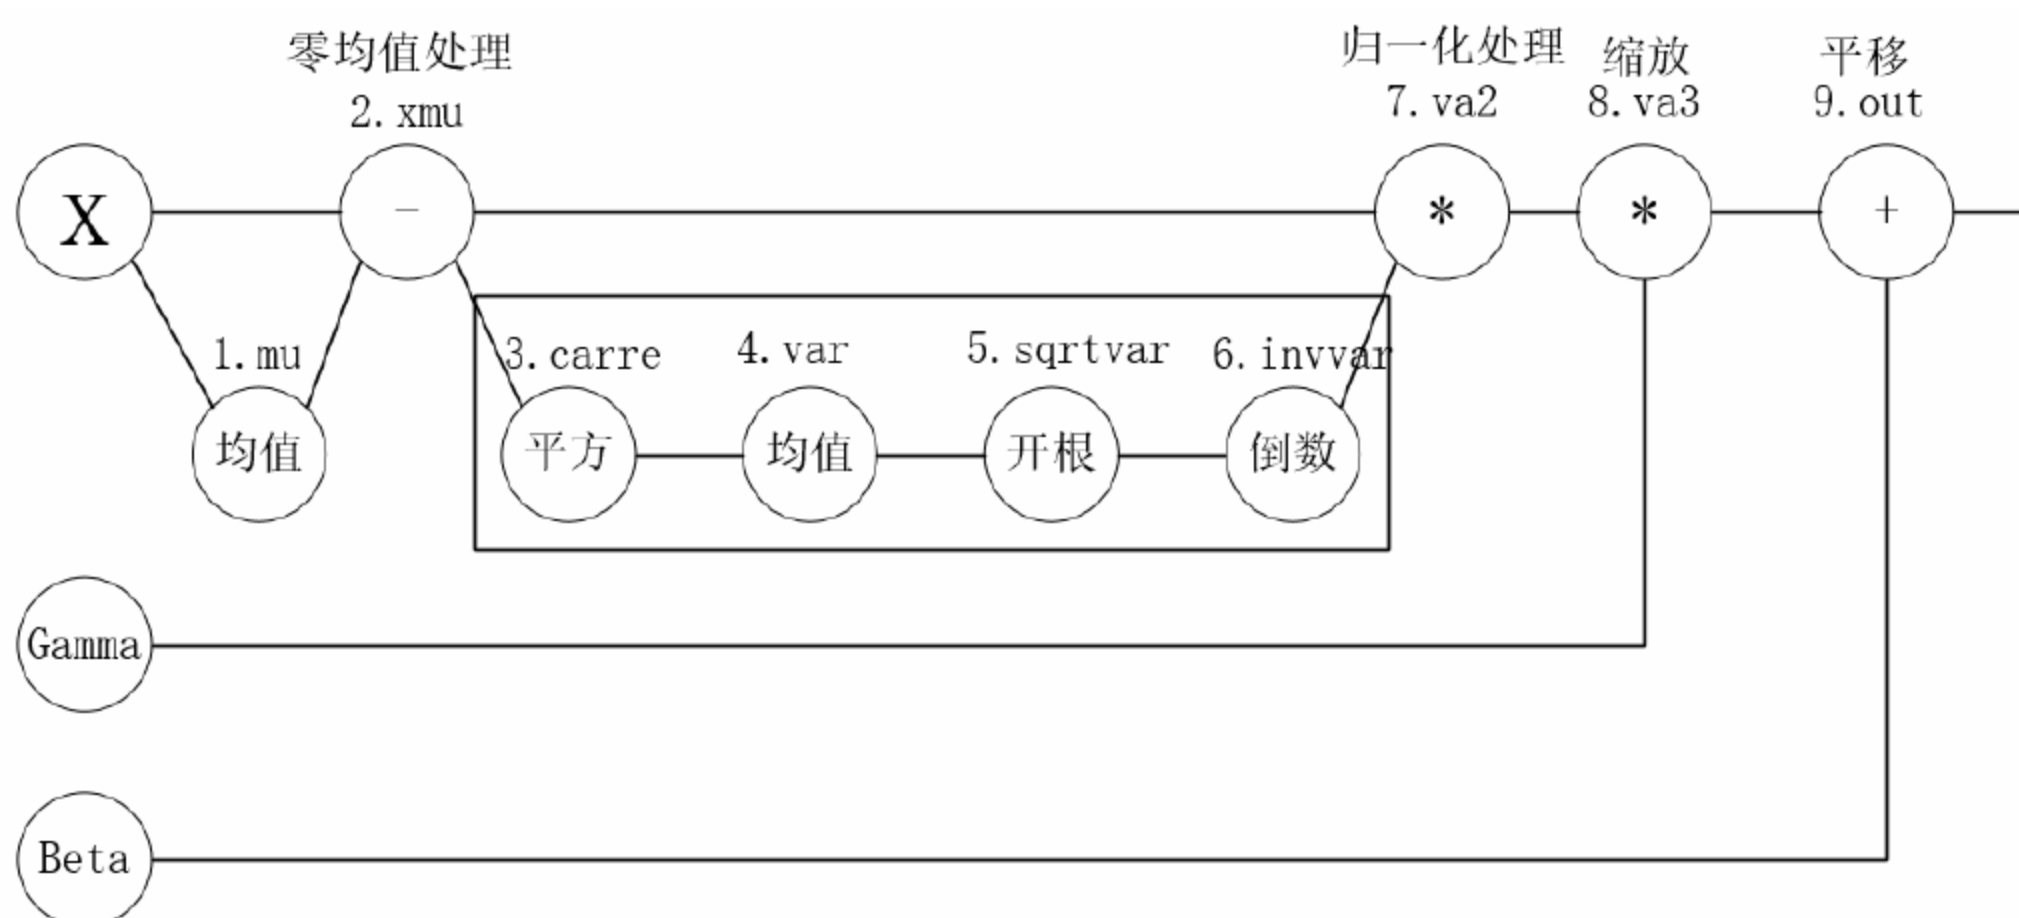 零均值处理
2. xmu
归一化处理
7. va2
缩放
8. va3
平移
9. out
X
−
*
*
+
1. mu
均值
3. carre
平方
4. var
均值
5. sqrtvar
开根
6. invvar
倒数
Gamma
Beta